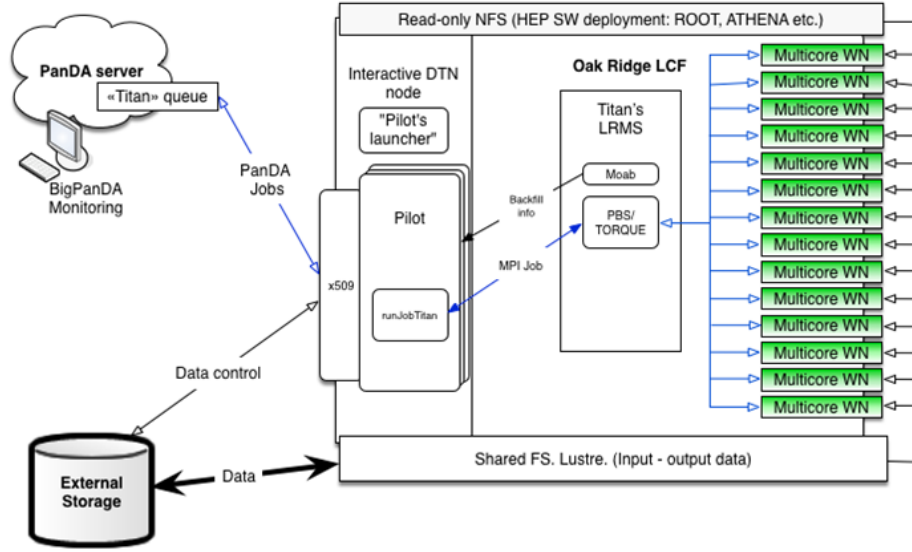 Read-only NFS (HEP SW deployment: ROOT, ATHENA etc.)
PanDA server
«Titan» queue
BigPanDA
Monitoring
PanDA
Jobs
Data control
External
Storage
Data
Interactive DTN
node
"Pilot's
launcher"
x509
Pilot
runJobTitan
Backfill
info
MPI Job
Oak Ridge LCF
Titan's
LRMS
Moab
PBS/
TORQUE
Multicore WN
Multicore WN
Multicore WN
Multicore WN
Multicore WN
Multicore WN
Multicore WN
Multicore WN
Multicore WN
Multicore WN
Multicore WN
Multicore WN
Multicore WN
Multicore WN
Shared FS. Lustre. (Input - output data)